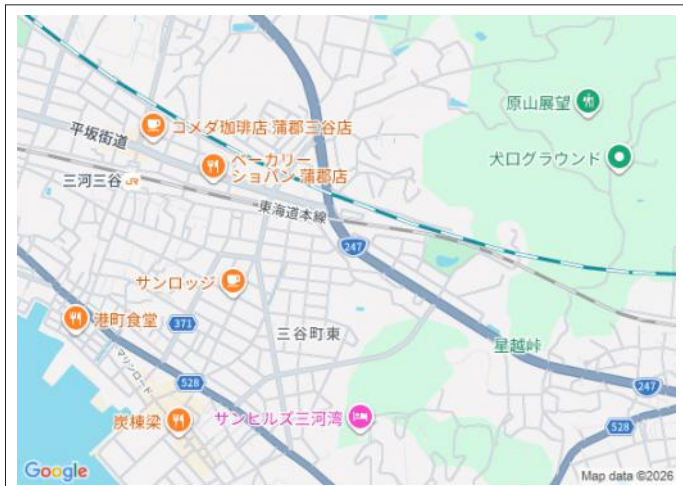 原山展望
コメダ珈琲店 蒲郡三谷店
平坂街道
犬口グラウンド
ベーカリー
ショパン 蒲郡店
三河三谷 JR
東海道本線
247
サンロッジ
港町食堂
371
三谷町東
星越峠
マリンロード
528
247
サンヒルズ三河湾
炭棟梁
528
Google
Map data ©2026